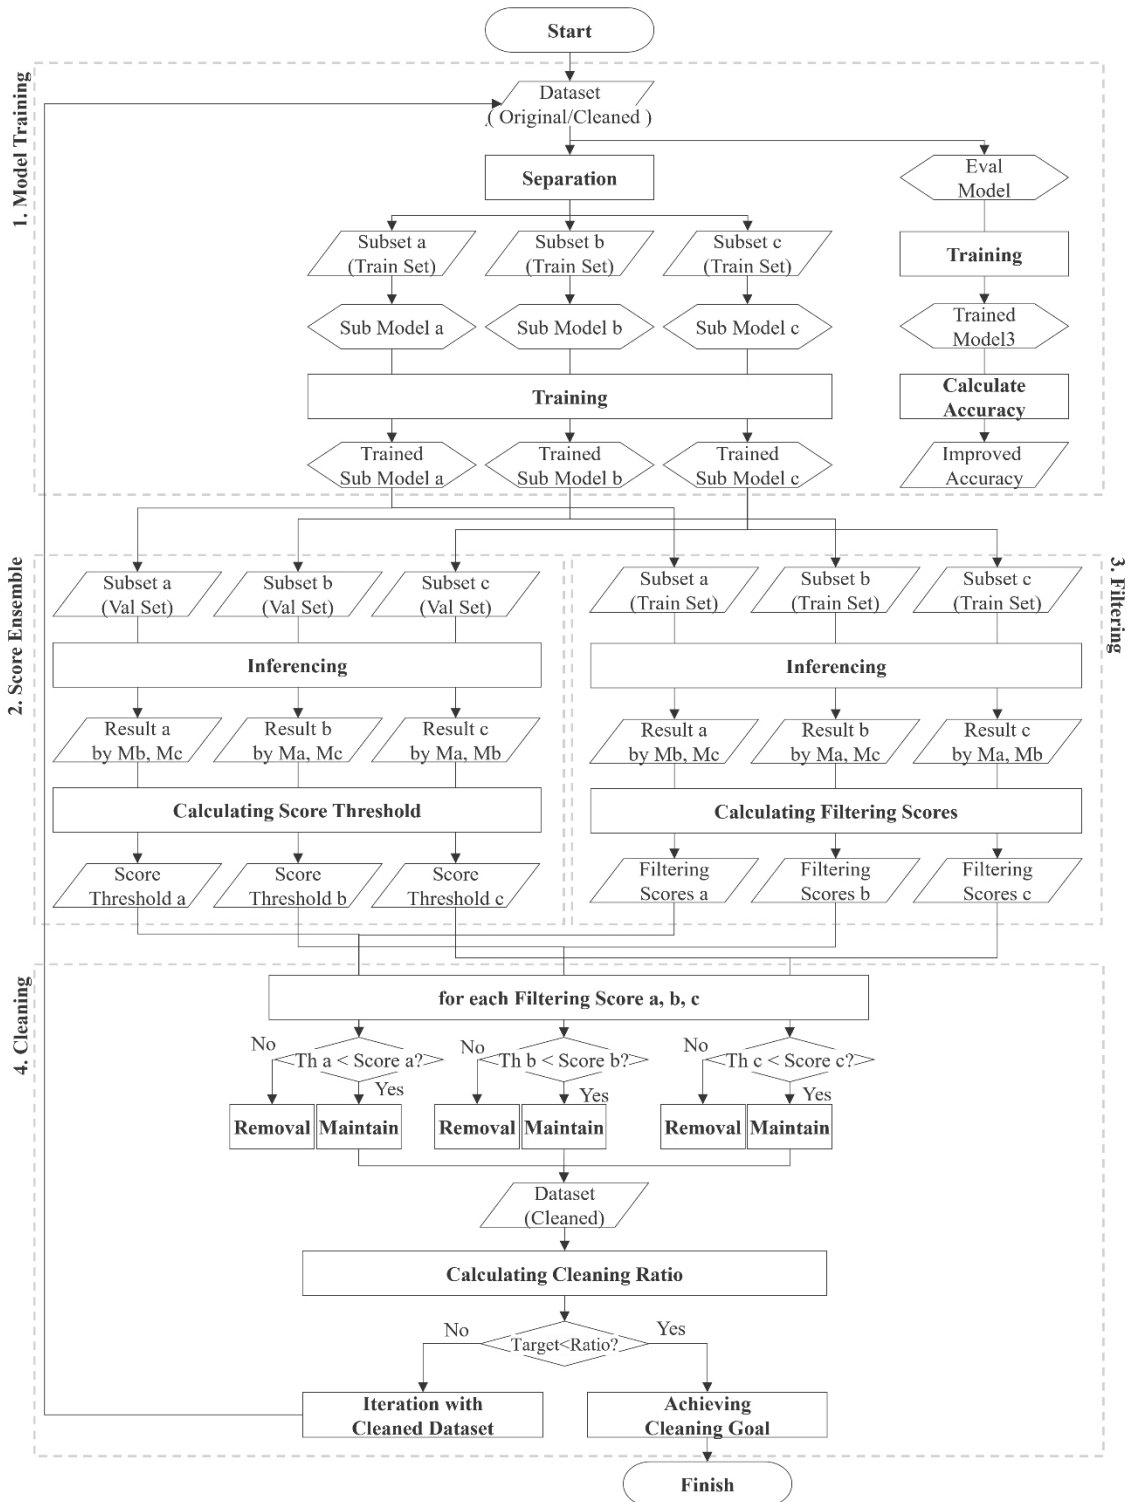 Start
1. Model Training
Dataset
( Original/Cleaned )
Separation
Eval
Model
Subset a
(Train Set)
Subset b
(Train Set)
Subset c
(Train Set)
Training
Sub Model a
Sub Model b
Sub Model c
Trained
Model3
Training
Calculate
Accuracy
Trained
Sub Model a
Trained
Sub Model b
Trained
Sub Model c
Improved
Accuracy
2. Score Ensemble
Subset a
(Val Set)
Subset b
(Val Set)
Subset c
(Val Set)
Inferencing
Result a
by Mb, Mc
Result b
by Ma, Mc
Result c
by Ma, Mb
Calculating Score Threshold
Score
Threshold a
Score
Threshold b
Score
Threshold c
3. Filtering
Subset a
(Train Set)
Subset b
(Train Set)
Subset c
(Train Set)
Inferencing
Result a
by Mb, Mc
Result b
by Ma, Mc
Result c
by Ma, Mb
Calculating Filtering Scores
Filtering
Scores a
Filtering
Scores b
Filtering
Scores c
4. Cleaning
for each Filtering Score a, b, c
No
Th a < Score a?
Yes
No
Th b < Score b?
Yes
No
Th c < Score c?
Yes
Removal
Maintain
Removal
Maintain
Removal
Maintain
Dataset
(Cleaned)
Calculating Cleaning Ratio
No
Target<Ratio?
Yes
Iteration with
Cleaned Dataset
Achieving
Cleaning Goal
Finish